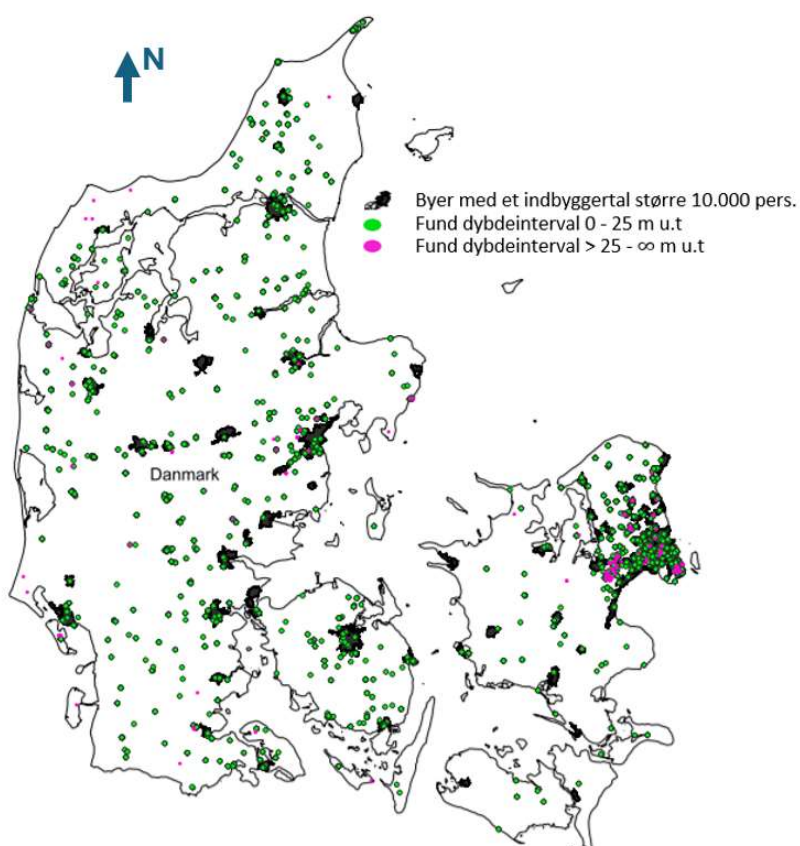 N
Byer med et indbyggertal større 10.000 pers.
Fund dybdeinterval 0 - 25 m u.t
Fund dybdeinterval > 25 - ∞ m u.t
Danmark